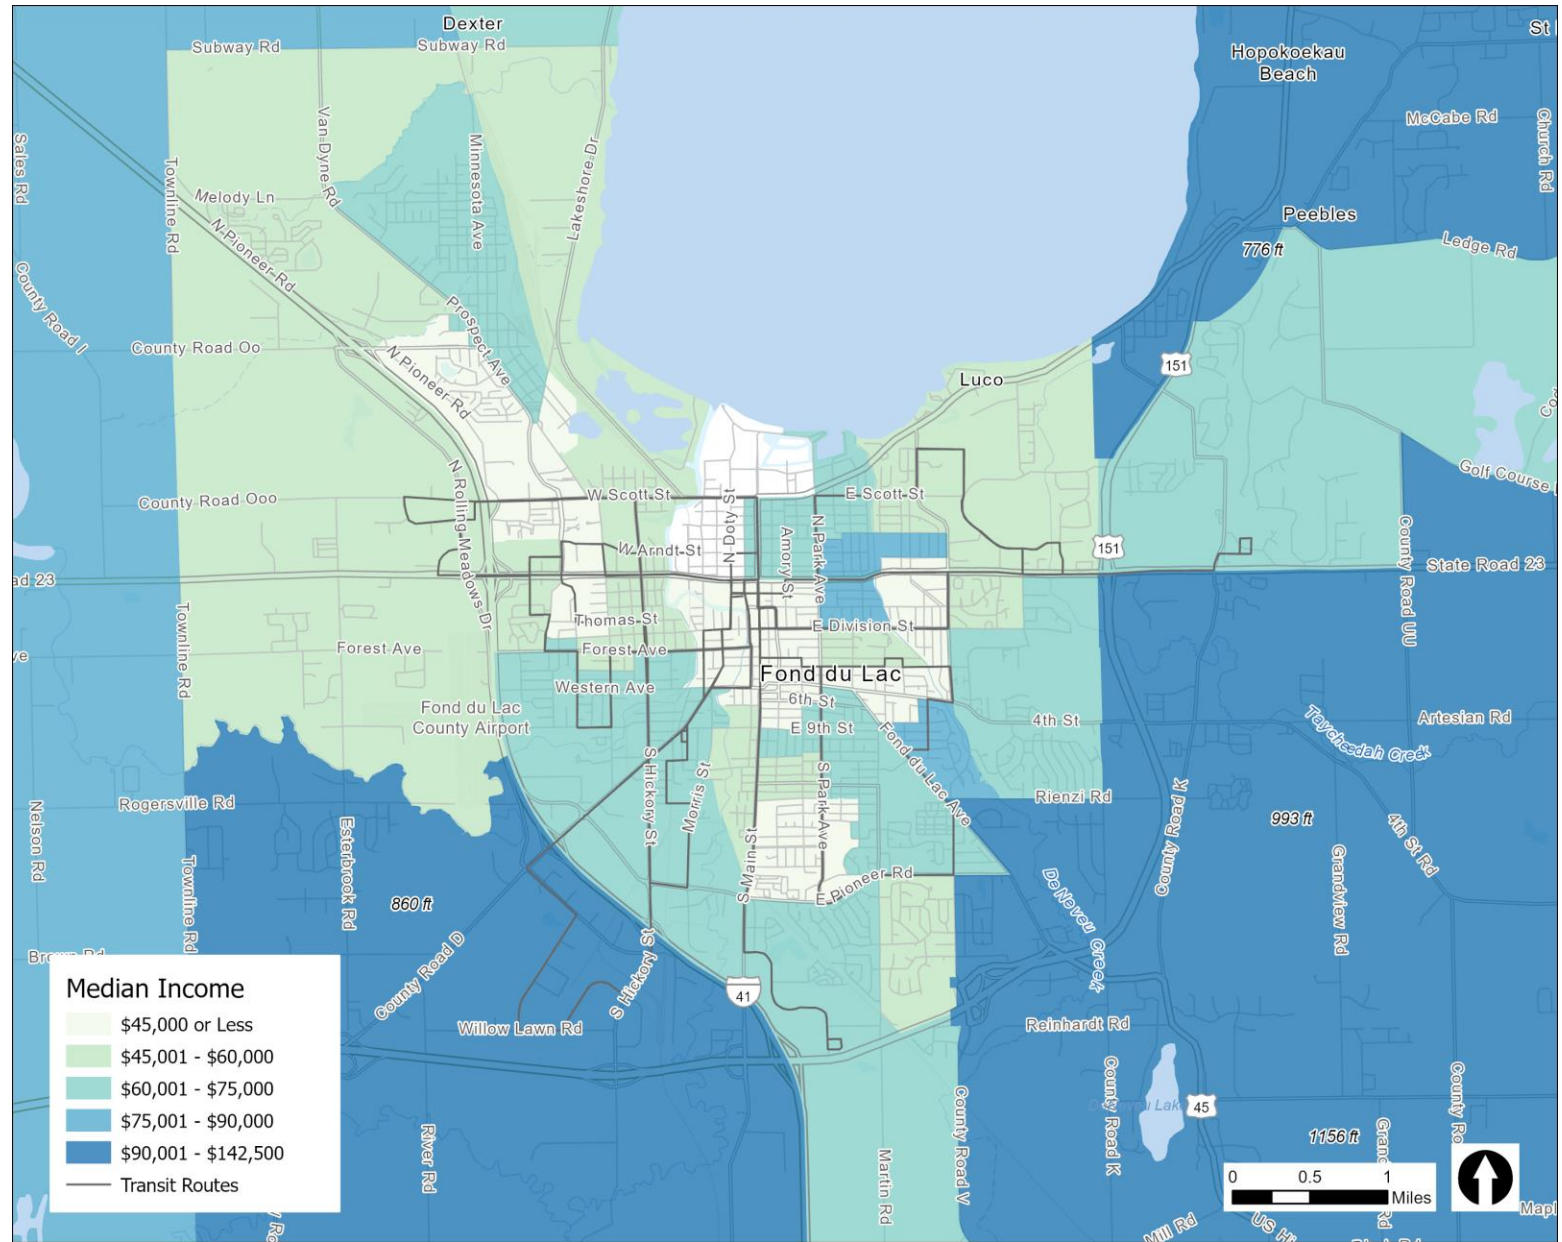 Dexter
Subway Rd
Subway Rd
Hopokoekau
Beach
McCabe Rd
Church Rd
Sales Rd
Van Dyne Rd
Minnesota Ave
Lakeshore Dr
Townline Rd
Melody Ln
N Pioneer Rd
Peebles
776 ft
Ledge Rd
County Road I
County Road Oo
Prospect Ave
N Pioneer Rd
Luco
151
Golf Course
County Road Ooo
N Rolling Meadows Dr
W Scott St
E Scott St
N Doty St
Amory St
N Park Ave
W Arndt St
151
County Road UU
State Road 23
ad 23
Townline Rd
Thomas St
E Division St
Forest Ave
Forest Ave
Western Ave
Fond du Lac
6th St
Fond du Lac
County Airport
E 9th St
4th St
Artesian Rd
Taycheedah Creek
Fond du Lac Ave
S Hickory St
Morris St
S Park Ave
S Main St
Rogersville Rd
Rienzi Rd
County Road K
993 ft
4th St Rd
Nelson Rd
Esterbrook Rd
Townline Rd
860 ft
E Pioneer Rd
DeNeveu Creek
Grandview Rd
County Road D
S Hickory St
41
Willow Lawn Rd
Reinhardt Rd
River Rd
Martin Rd
County Road V
County Road K
45
1156 ft
Mill Rd
Median Income
$45,000 or Less
$45,001 - $60,000
$60,001 - $75,000
$75,001 - $90,000
$90,001 - $142,500
Transit Routes
0 0.5 1
Miles